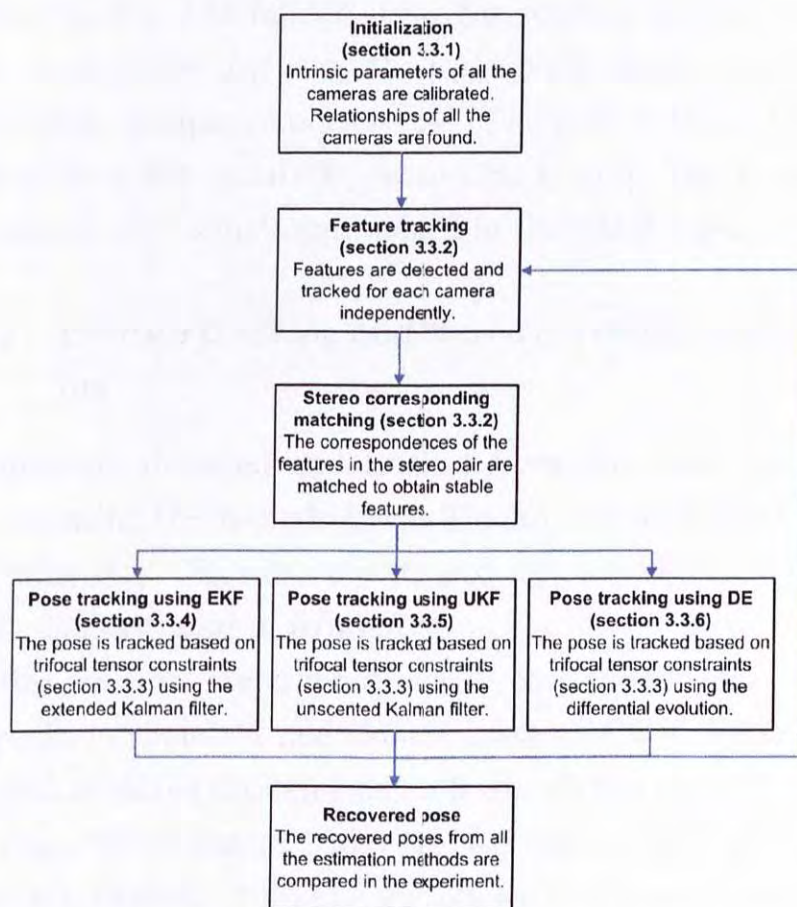 Initialization
(section 3.3.1)
Intrinsic parameters of all the
cameras are calibrated.
Relationships of all the
cameras are found.
Feature tracking
(section 3.3.2)
Features are detected and
tracked for each camera
independently.
Stereo corresponding
matching (section 3.3.2)
The correspondences of the
features in the stereo pair are
matched to obtain stable
features.
Pose tracking using EKF
(section 3.3.4)
The pose is tracked based on
trifocal tensor constraints
(section 3.3.3) using the
extended Kalman filter.
Pose tracking using UKF
(section 3.3.5)
The pose is tracked based on
trifocal tensor constraints
(section 3.3.3) using the
unscented Kalman filter.
Pose tracking using DE
(section 3.3.6)
The pose is tracked based on
trifocal tensor constraints
(section 3.3.3) using the
differential evolution.
Recovered pose
The recovered poses from all
the estimation methods are
compared in the experiment.